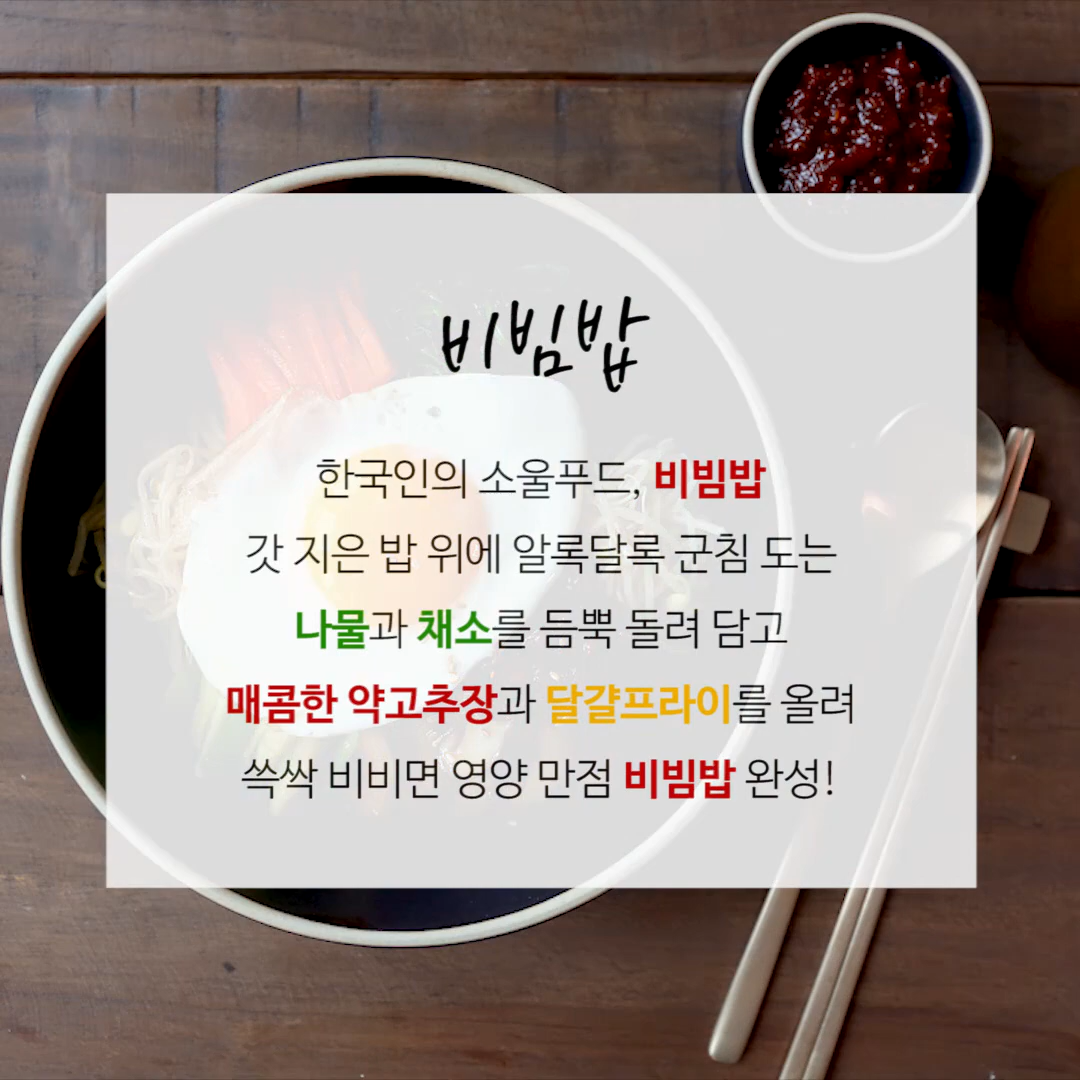 비빔밥
한국인의 소울푸드, 비빔밥
갓 지은 밥 위에 알록달록 군침 도는
나물과 채소를 듬뿍 돌려 담고
매콤한 약고추장과 달걀프라이를 올려
쓱싹 비비면 영양 만점 비빔밥 완성!